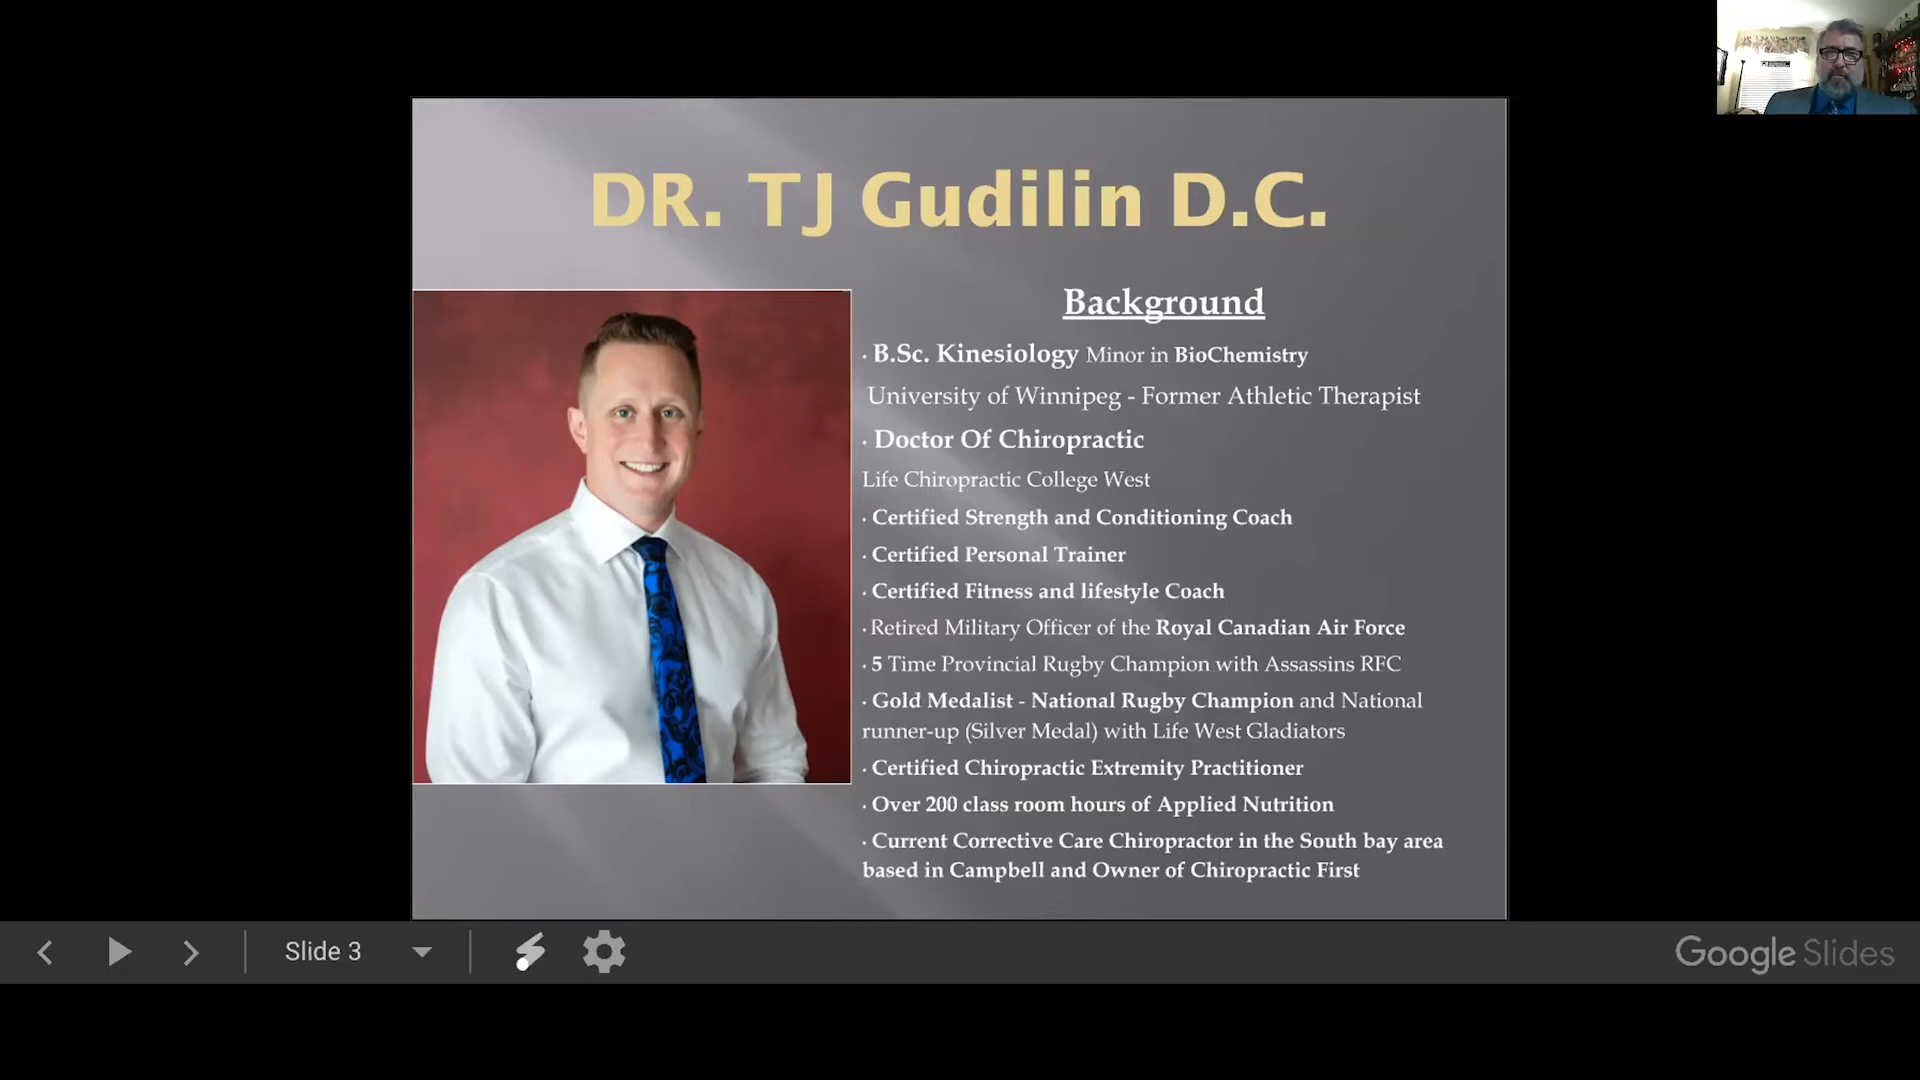 DR. TJ Gudilin D.C.
Background
· B.Sc. Kinesiology Minor in BioChemistry
University of Winnipeg - Former Athletic Therapist
· Doctor Of Chiropractic
Life Chiropractic College West
· Certified Strength and Conditioning Coach
· Certified Personal Trainer
· Certified Fitness and lifestyle Coach
· Retired Military Officer of the Royal Canadian Air Force
· 5 Time Provincial Rugby Champion with Assassins RFC
· Gold Medalist - National Rugby Champion and National
runner-up (Silver Medal) with Life West Gladiators
· Certified Chiropractic Extremity Practitioner
· Over 200 class room hours of Applied Nutrition
· Current Corrective Care Chiropractor in the South bay area
based in Campbell and Owner of Chiropractic First
Slide 3
Google Slides